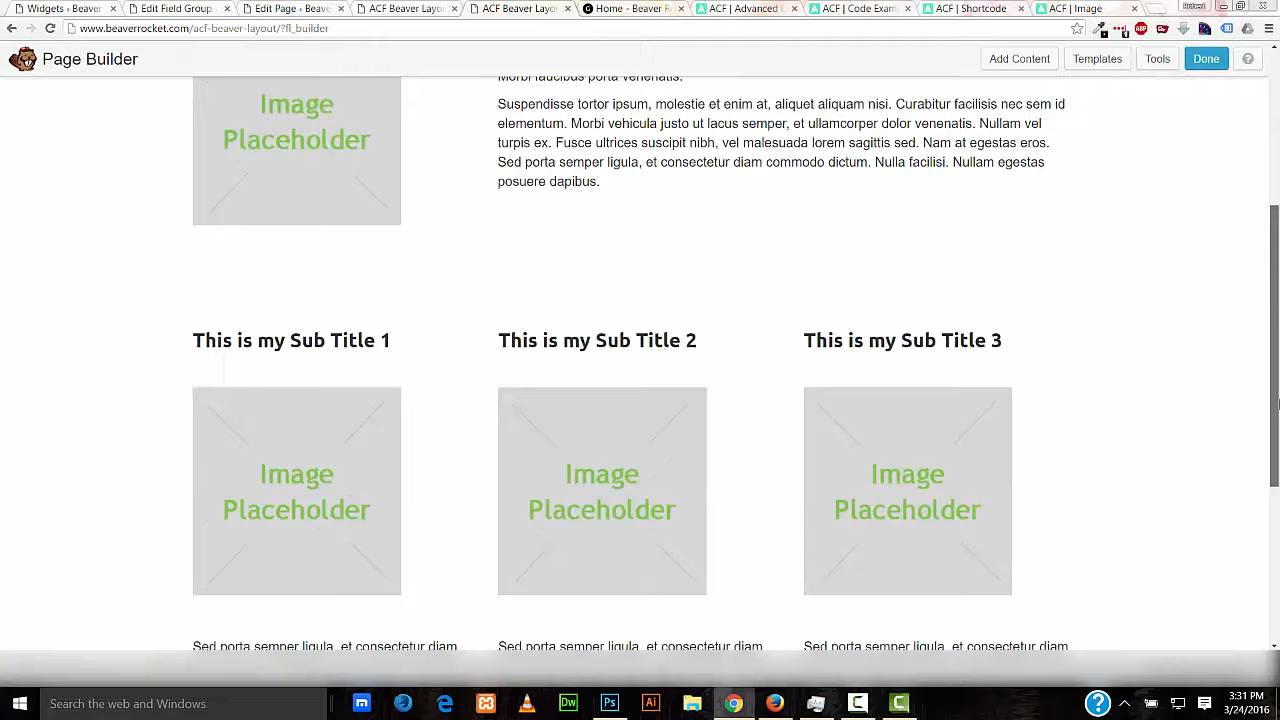 Widgets ‹ Beaver
Edit Field Group
Edit Page ‹ Beave
ACF Beaver Layou
ACF Beaver Layou
Home - Beaver R
ACF | Advanced
ACF | Code Exam
ACF | Shortcode
ACF | Image
Robert
www.beaverrocket.com/acf-beaver-layout/?fl_builder
Page Builder
Add Content
Templates
Tools
Done
?
Morbi faucibus porta venenatis.
Suspendisse tortor ipsum, molestie et enim at, aliquet aliquam nisi. Curabitur facilisis nec sem id
elementum. Morbi vehicula justo ut lacus semper, et ullamcorper dolor venenatis. Nullam vel
turpis ex. Fusce ultrices suscipit nibh, vel malesuada lorem sagittis sed. Nam at egestas eros.
Sed porta semper ligula, et consectetur diam commodo dictum. Nulla facilisi. Nullam egestas
posuere dapibus.
Image
Placeholder
This is my Sub Title 1
This is my Sub Title 2
This is my Sub Title 3
Image
Placeholder
Image
Placeholder
Image
Placeholder
Sed porta semper ligula, et consectetur diam
Sed porta semper ligula, et consectetur diam
Sed porta semper ligula, et consectetur diam
Search the web and Windows
Dw
Ps
Ai
?
3:31 PM
3/24/2016